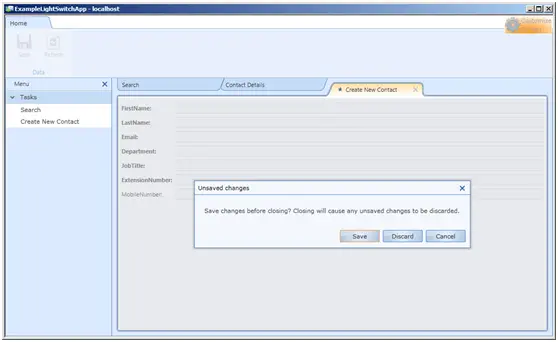 ExampleLightSwitchApp - localhost
Home
Customize
Save
Refresh
Data
Menu
Tasks
Search
Create New Contact
Search
Contact Details
* Create New Contact
FirstName:
LastName:
Email:
Department:
JobTitle:
ExtensionNumber:
MobileNumber:
Unsaved changes
Save changes before closing? Closing will cause any unsaved changes to be discarded.
Save
Discard
Cancel